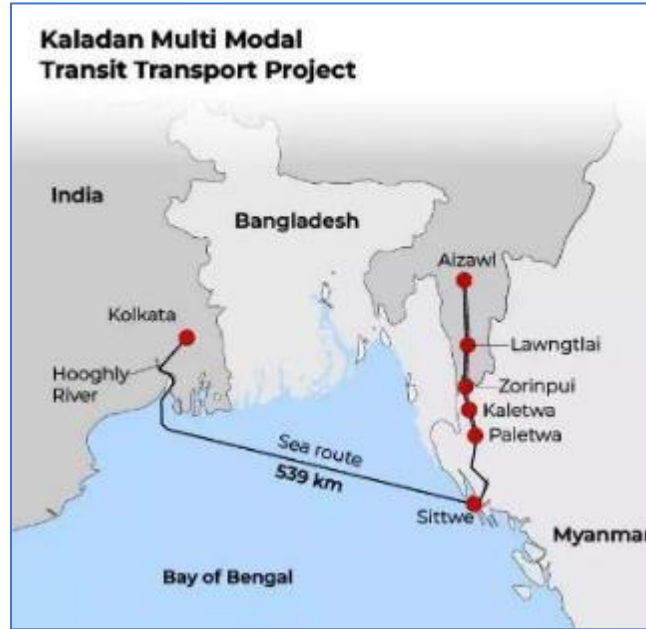 Kaladan Multi Modal
Transit Transport Project
India
Bangladesh
Aizawl
Kolkata
Lawngtlai
Hooghly
River
Zorinpui
Kaletwa
Paletwa
Sea route
539 km
Sittwe
Myanmar
Bay of Bengal